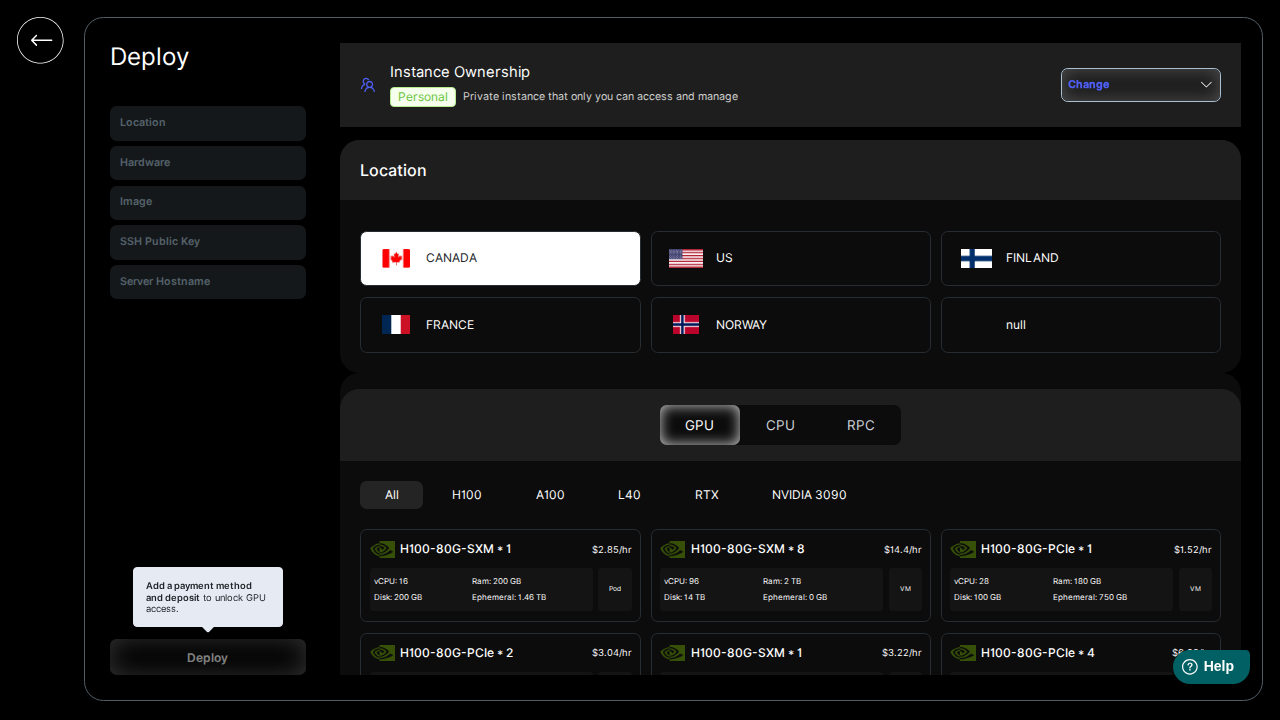 Deploy
Location
Hardware
Image
SSH Public Key
Server Hostname
Add a payment method
and deposit to unlock GPU
access.
Deploy
Instance Ownership
Personal Private instance that only you can access and manage
Change
Location
CANADA
US
FINLAND
FRANCE
NORWAY
null
GPU
CPU
RPC
All
H100
A100
L40
RTX
NVIDIA 3090
H100-80G-SXM * 1
$2.85/hr
vCPU: 16
Ram: 200 GB
Disk: 200 GB
Ephemeral: 1.46 TB
Pod
H100-80G-SXM * 8
$14.4/hr
vCPU: 96
Ram: 2 TB
Disk: 14 TB
Ephemeral: 0 GB
VM
H100-80G-PCIe * 1
$1.52/hr
vCPU: 28
Ram: 180 GB
Disk: 100 GB
Ephemeral: 750 GB
VM
H100-80G-PCIe * 2
$3.04/hr
H100-80G-SXM * 1
$3.22/hr
H100-80G-PCIe * 4
Help